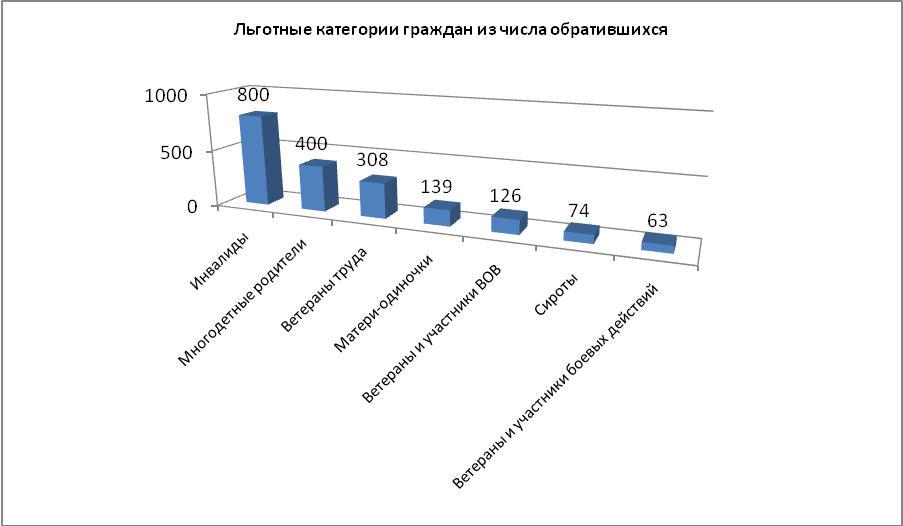 Льготные категории граждан из числа обратившихся
1000
500
0
800
400
308
139
126
74
63
Инвалиды
Многодетные родители
Ветераны труда
Матери-одиночки
Ветераны и участники ВОВ
Сироты
Ветераны и участники боевых действий